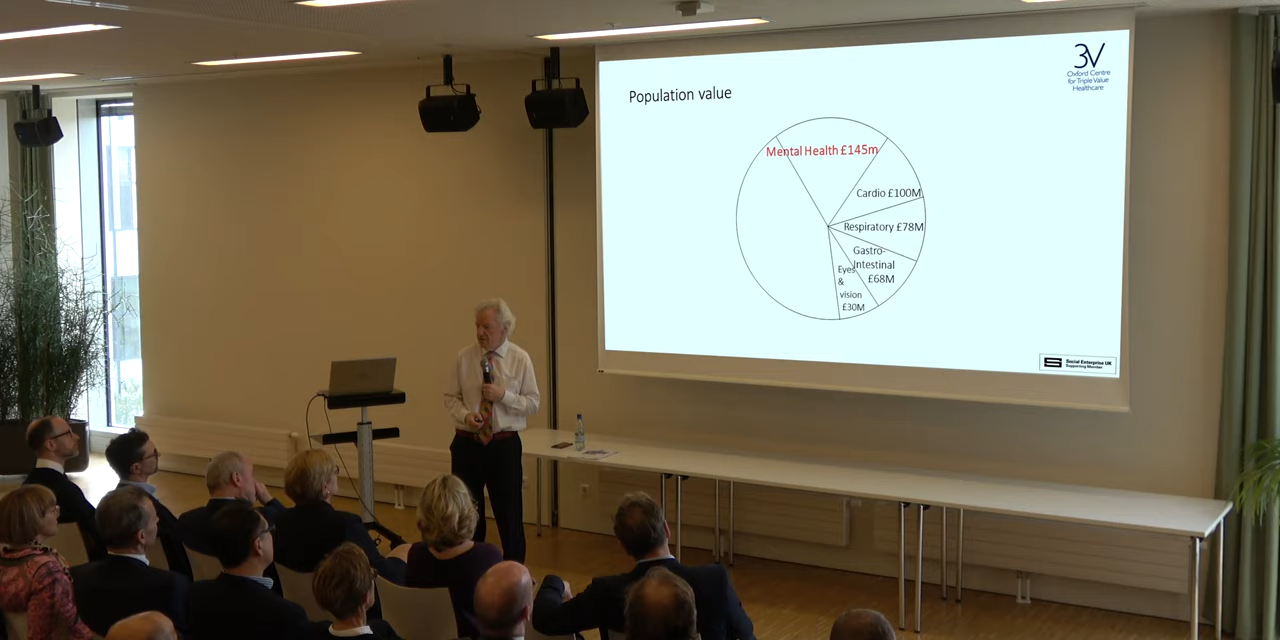 3V
Oxford Centre
for Triple Value
Healthcare
Population value
Mental Health £145m
Cardio £100M
Respiratory £78M
Gastro-
Intestinal
£68M
Eyes
&
vision
£30M
Social Enterprise UK
Supporting Member